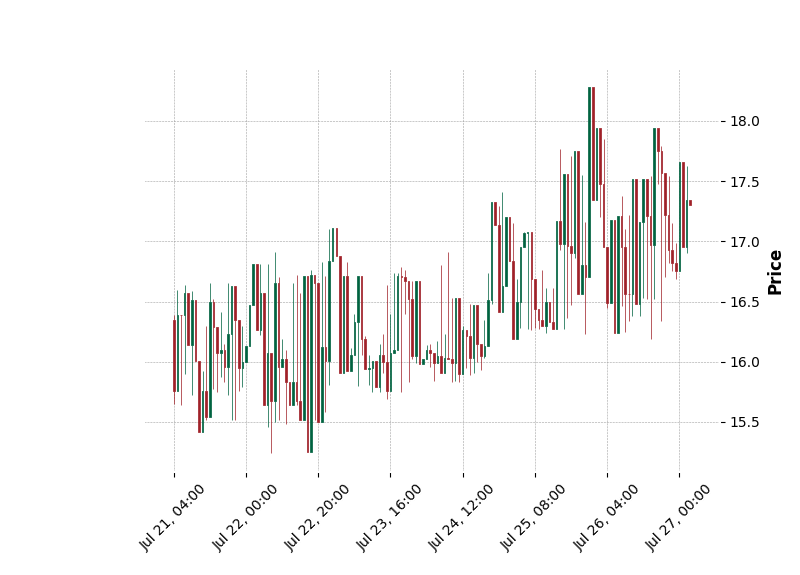 18.0
17.5
17.0
16.5
16.0
15.5
Price
Jul 21, 04:00
Jul 22, 00:00
Jul 22, 20:00
Jul 23, 16:00
Jul 24, 12:00
Jul 25, 08:00
Jul 26, 04:00
Jul 27, 00:00